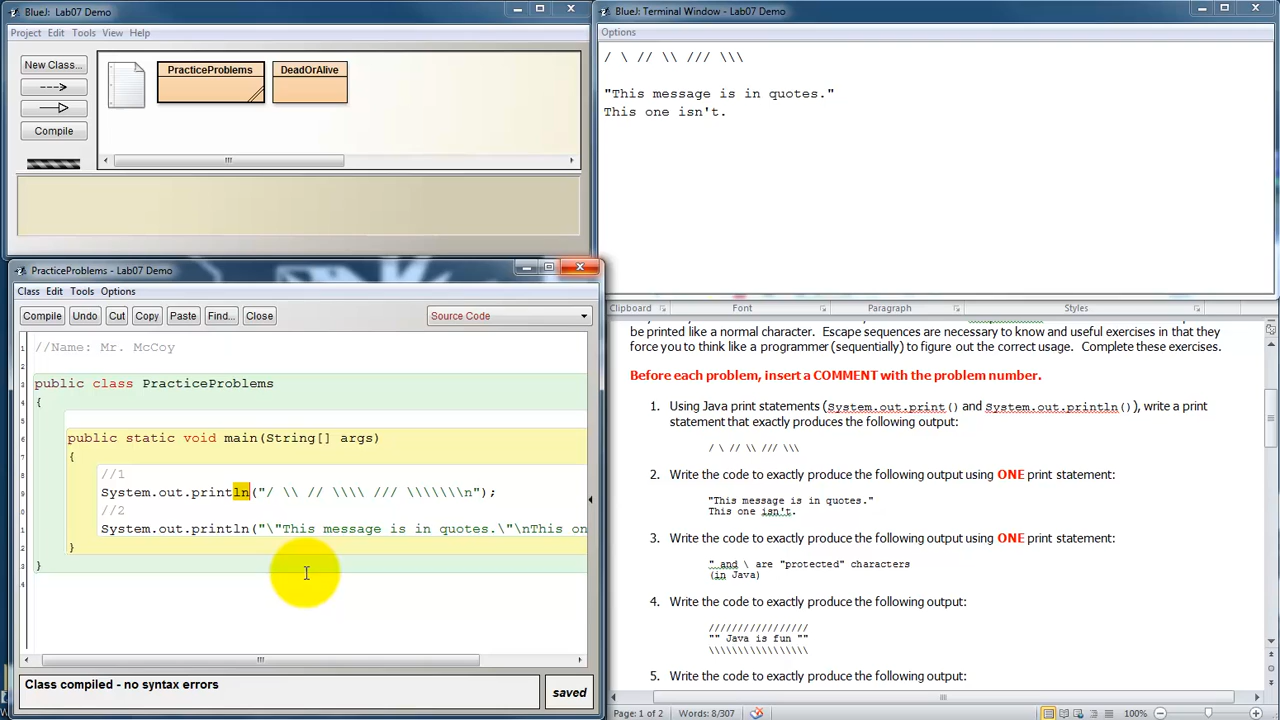 BlueJ: Lab07 Demo
Project Edit Tools View Help
New Class...
Compile
PracticeProblems
DeadOrAlive
BlueJ: Terminal Window - Lab07 Demo
Options
/ \ // \\ /// \\\
"This message is in quotes."
This one isn't.
PracticeProblems - Lab07 Demo
Class Edit Tools Options
Compile Undo Cut Copy Paste Find... Close Source Code
//Name: Mr. McCoy
public class PracticeProblems
{
public static void main(String[] args)
{
//1
System.out.println("/ \\ // \\\\ /// \\\\\\\n");
//2
System.out.println("\"This message is in quotes.\"\nThis on
}
}
Class compiled - no syntax errors
saved
Clipboard Font Paragraph Styles
be printed like a normal character. Escape sequences are necessary to know and useful exercises in that they
force you to think like a programmer (sequentially) to figure out the correct usage. Complete these exercises.
Before each problem, insert a COMMENT with the problem number.
1. Using Java print statements (System.out.print() and System.out.println()), write a print
statement that exactly produces the following output:
/ \ // \\ /// \\\
2. Write the code to exactly produce the following output using ONE print statement:
"This message is in quotes."
This one isn't.
3. Write the code to exactly produce the following output using ONE print statement:
" and \ are "protected" characters
(in Java)
4. Write the code to exactly produce the following output:
/////////////////
"" Java is fun ""
\\\\\\\\\\\\\\\\\
5. Write the code to exactly produce the following output:
Page: 1 of 2 Words: 8/307 100%